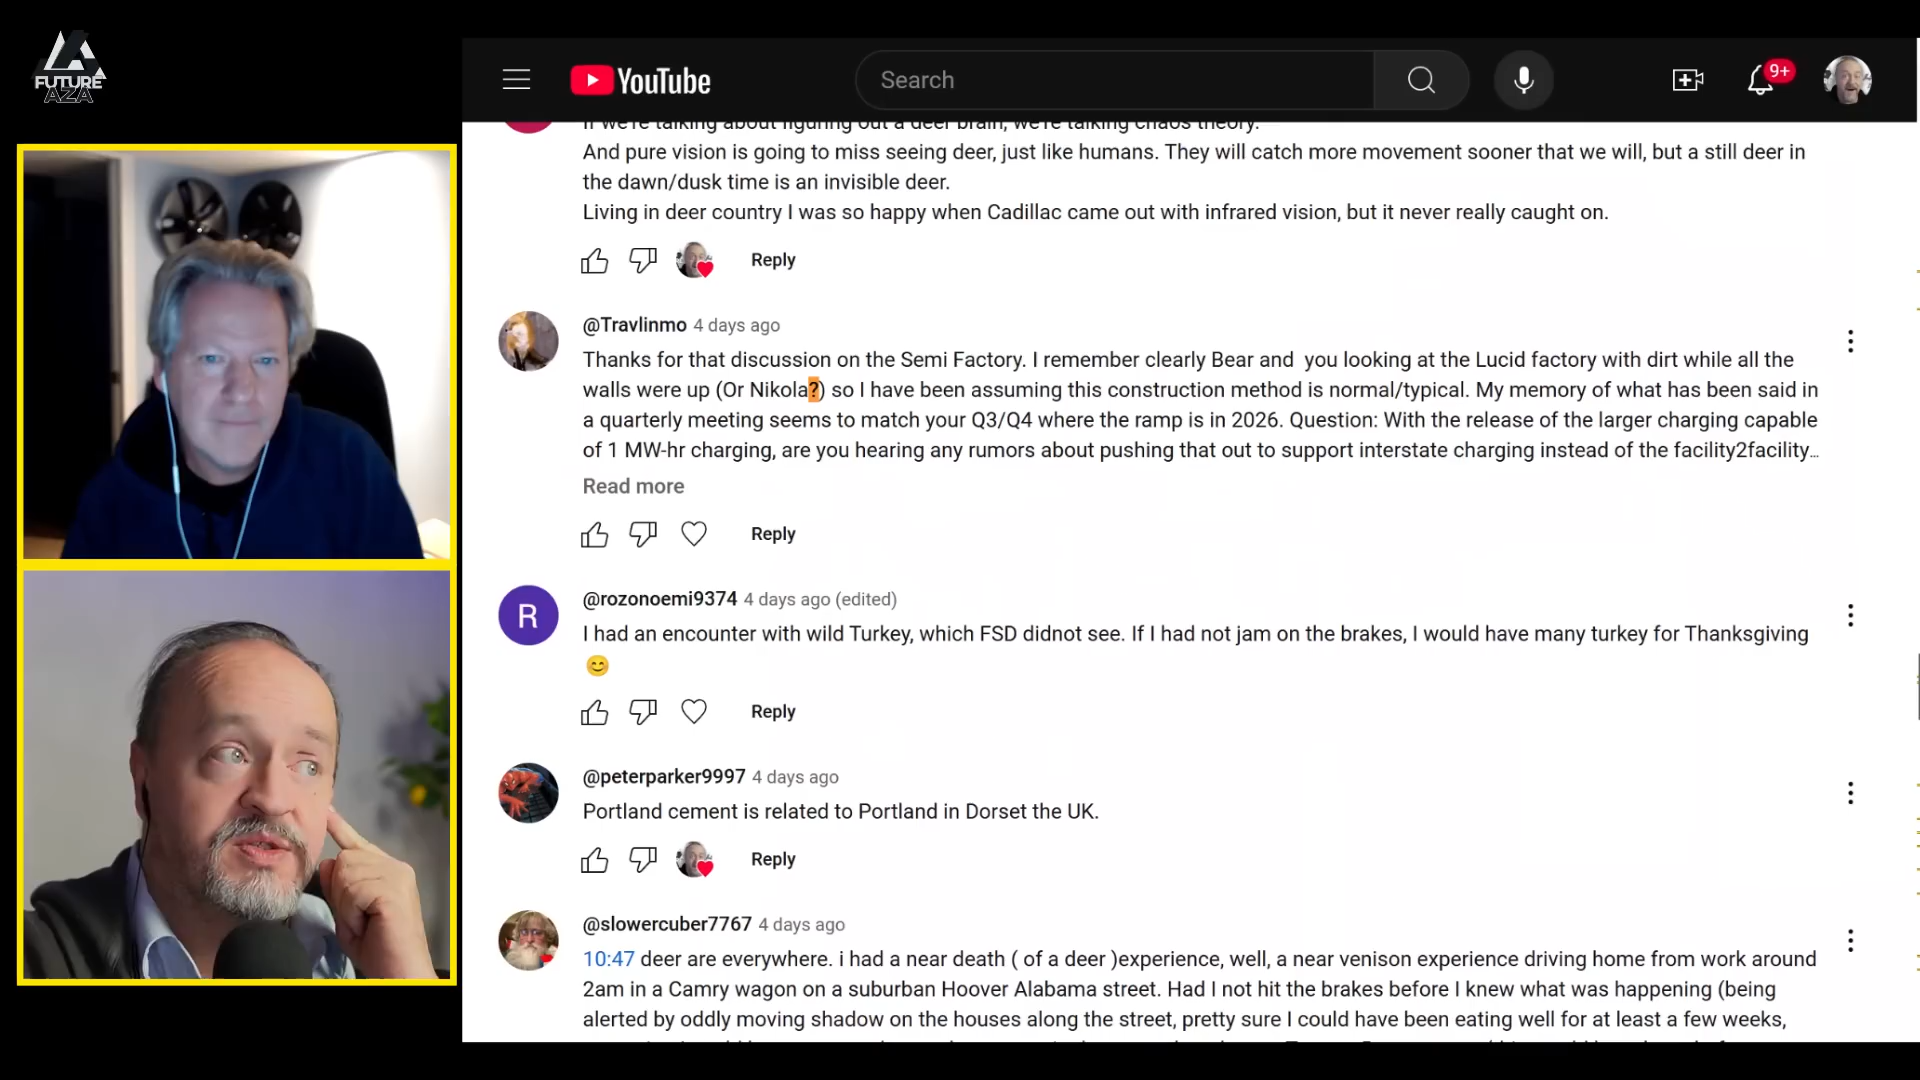 FUTURE
AZA
YouTube
Search
9+
If we're talking about figuring out a deer brain, we're talking chaos theory.
And pure vision is going to miss seeing deer, just like humans. They will catch more movement sooner that we will, but a still deer in
the dawn/dusk time is an invisible deer.
Living in deer country I was so happy when Cadillac came out with infrared vision, but it never really caught on.
Reply
@Travlinmo 4 days ago
Thanks for that discussion on the Semi Factory. I remember clearly Bear and you looking at the Lucid factory with dirt while all the
walls were up (Or Nikola?) so I have been assuming this construction method is normal/typical. My memory of what has been said in
a quarterly meeting seems to match your Q3/Q4 where the ramp is in 2026. Question: With the release of the larger charging capable
of 1 MW-hr charging, are you hearing any rumors about pushing that out to support interstate charging instead of the facility2facility...
Read more
Reply
R
@rozonoemi9374 4 days ago (edited)
I had an encounter with wild Turkey, which FSD didnot see. If I had not jam on the brakes, I would have many turkey for Thanksgiving
😊
Reply
@peterparker9997 4 days ago
Portland cement is related to Portland in Dorset the UK.
Reply
@slowercuber7767 4 days ago
10:47 deer are everywhere. i had a near death ( of a deer )experience, well, a near venison experience driving home from work around
2am in a Camry wagon on a suburban Hoover Alabama street. Had I not hit the brakes before I knew what was happening (being
alerted by oddly moving shadow on the houses along the street, pretty sure I could have been eating well for at least a few weeks,